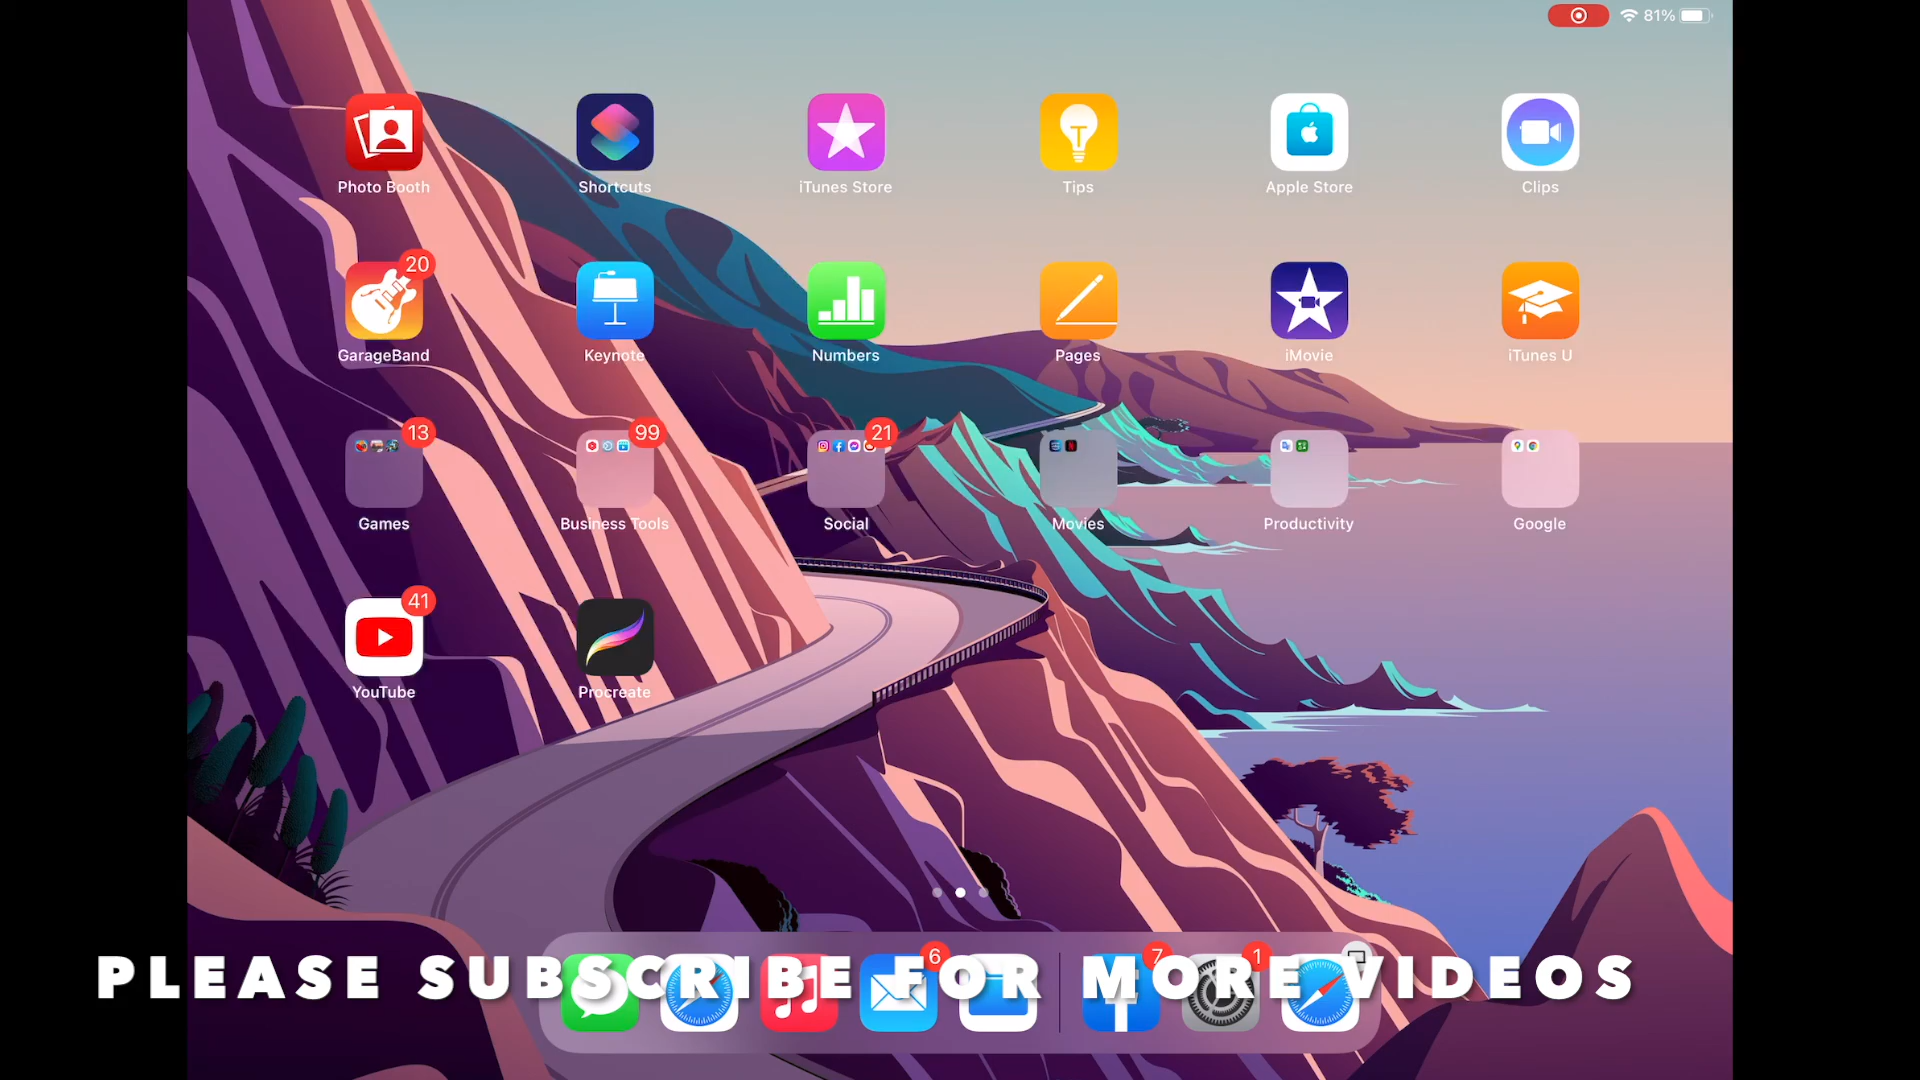 81%
Photo Booth
Shortcuts
iTunes Store
Tips
Apple Store
Clips
20
GarageBand
Keynote
Numbers
Pages
iMovie
iTunes U
13
99
21
Games
Business Tools
Social
Movies
Productivity
Google
41
YouTube
Procreate
6
7
1
PLEASE SUBSCRIBE FOR MORE VIDEOS